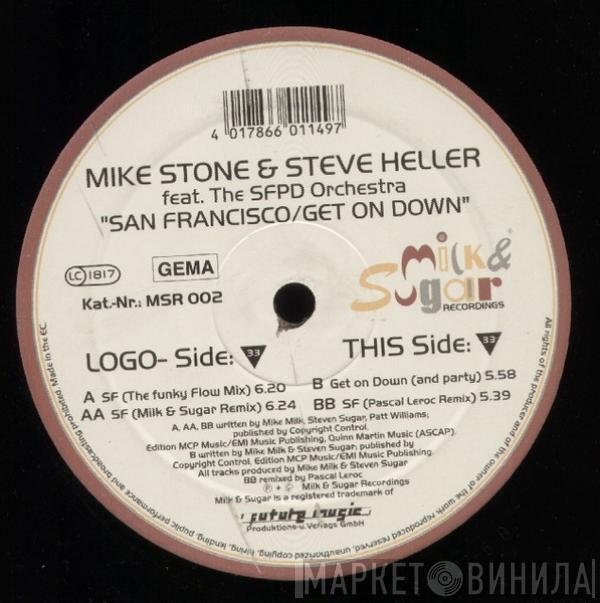 4 017866 011497
MIKE STONE & STEVE HELLER
feat. The SFPD Orchestra
"SAN FRANCISCO/GET ON DOWN"
LC 1817
GEMA
Kat.-Nr.: MSR 002
Milk &
Sugar
RECORDINGS
LOGO- Side: 33
THIS Side: 33
A SF (The funky Flow Mix) 6.20
AA SF (Milk & Sugar Remix) 6.24
B Get on Down (and party) 5.58
BB SF (Pascal Leroc Remix) 5.39
A, AA, BB written by Mike Milk, Steven Sugar, Patt Williams;
published by Copyright Control,
Edition MCP Music/EMI Music Publishing, Quinn Martin Music (ASCAP).
B written by Mike Milk & Steven Sugar; published by
Copyright Control, Edition MCP Music/EMI Music Publishing.
All tracks produced by Mike Milk & Steven Sugar
BB remixed by Pascal Leroc
℗ + © Milk & Sugar Recordings
Milk & Sugar is a registered trademark of
future music
Produktions-u.Verlags GmbH
All rights of the producer and of the owner of the work reproduced reserved, unauthorized copying, hiring, lending, public performance and broadcasting prohibited. Made in the EC.
МАРКЕТ ВИНИЛА